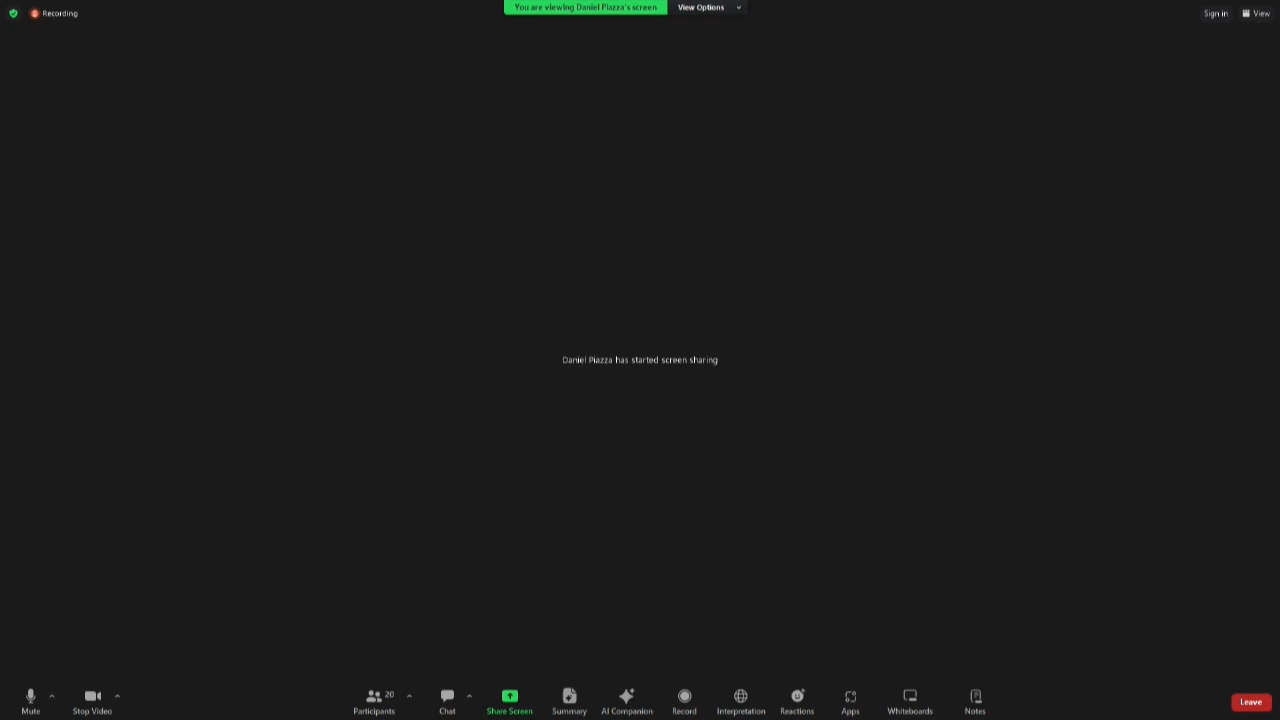 Recording
You are viewing Daniel Piazza's screen
View Options
Sign in
View
Daniel Piazza has started screen sharing
Mute
Stop Video
20
Participants
Chat
Share Screen
Summary
AI Companion
Record
Interpretation
Reactions
Apps
Whiteboards
Notes
Leave